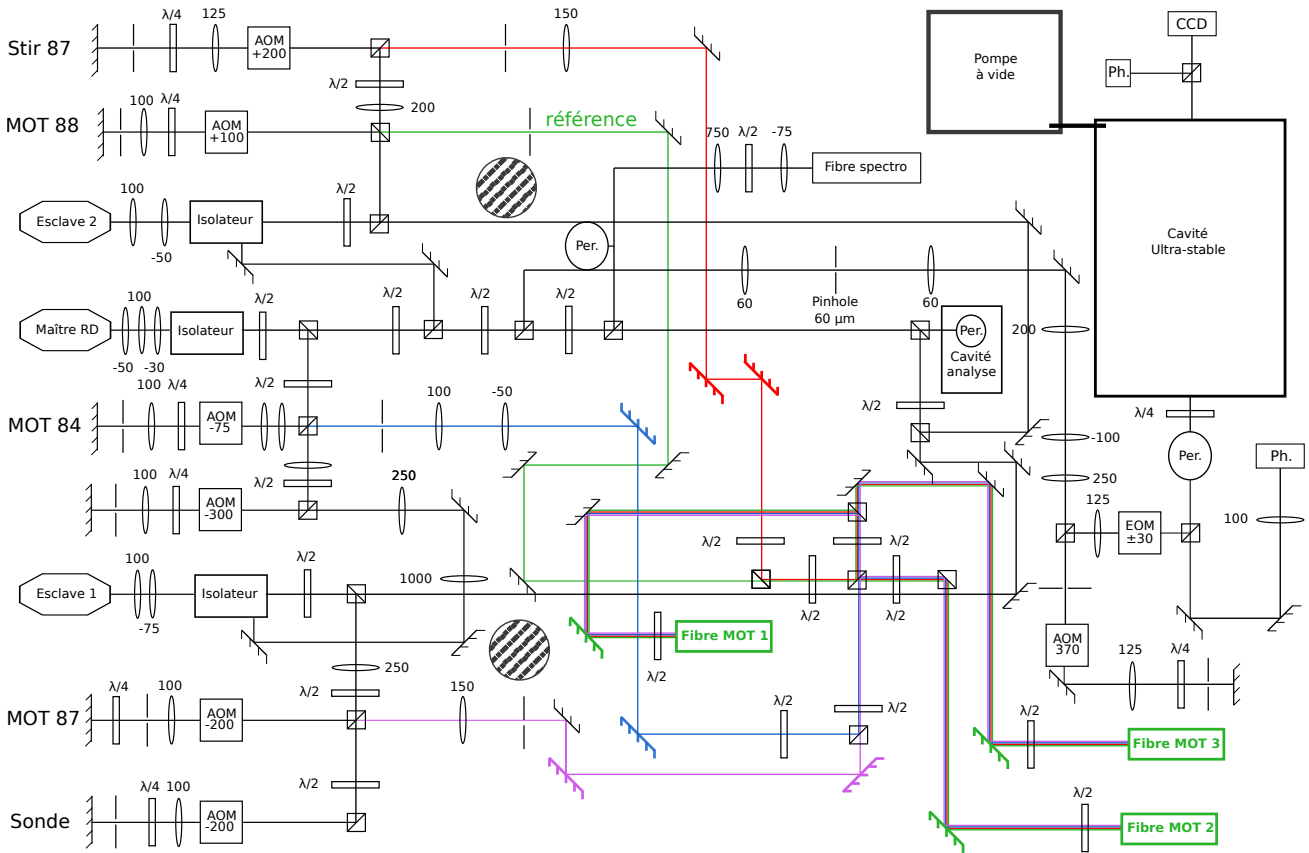 CCD
150
λ/4
125
Stir 87
AOM
+200
Pompe
à vide
Ph.
λ/2
200
100
λ/4
MOT 88
AOM
+100
référence
750
λ/2
-75
Fibre spectro
100
λ/2
Esclave 2
Isolateur
-50
Per.
Cavité
Ultra-stable
60
Pinhole
60 µm
60
100
λ/2
λ/2
λ/2
λ/2
Maître RD
Isolateur
-50
-30
Per.
Cavité
analyse
200
100
λ/4
λ/2
100
-50
λ/2
λ/4
MOT 84
AOM
-75
-100
Per.
Ph.
100
λ/4
λ/2
250
250
AOM
-300
125
EOM
±30
100
λ/2
λ/2
100
λ/2
1000
Esclave 1
Isolateur
-75
λ/2
λ/2
Fibre MOT 1
λ/2
AOM
370
125
λ/4
250
λ/4
100
λ/2
150
MOT 87
AOM
-200
λ/2
λ/2
λ/2
Fibre MOT 3
λ/2
λ/4
100
Sonde
AOM
-200
λ/2
Fibre MOT 2